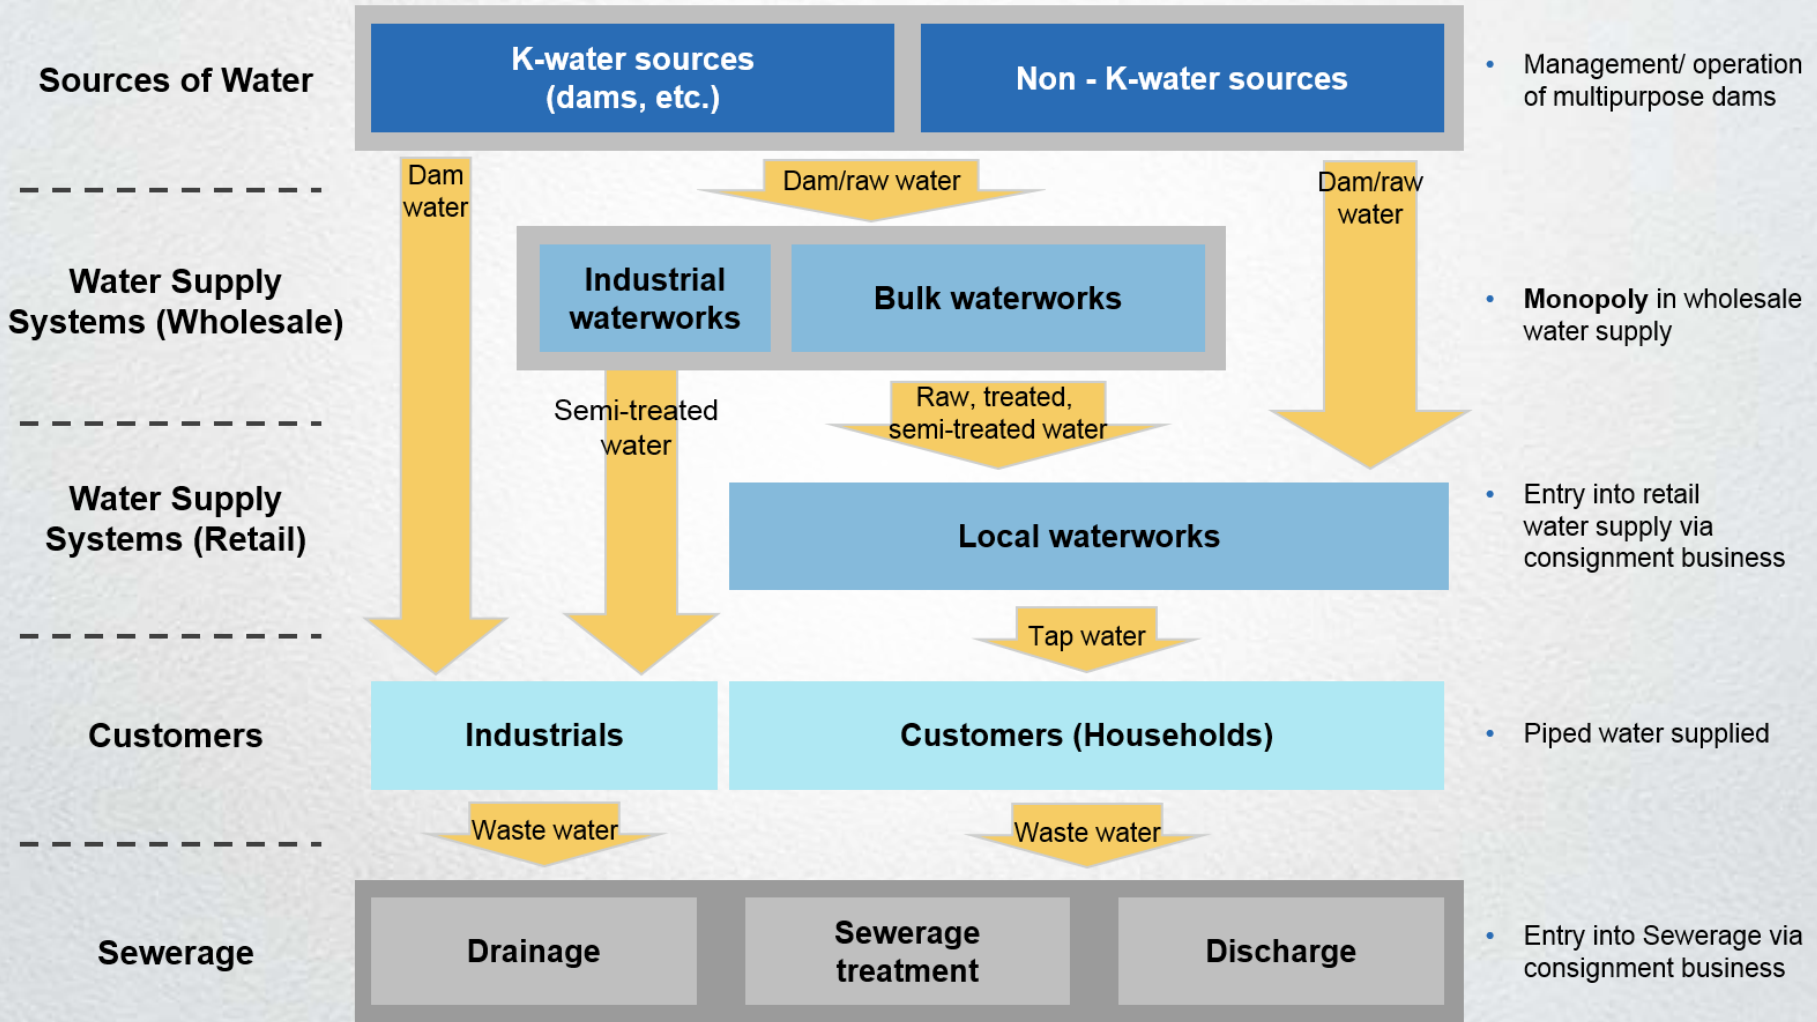 Sources of Water
K-water sources
(dams, etc.)
Non - K-water sources
• Management/ operation
of multipurpose dams
Dam
water
Dam/raw water
Dam/raw
water
Water Supply
Systems (Wholesale)
Industrial
waterworks
Bulk waterworks
• Monopoly in wholesale
water supply
Semi-treated
water
Raw, treated,
semi-treated water
Water Supply
Systems (Retail)
Local waterworks
• Entry into retail
water supply via
consignment business
Tap water
Customers
Industrials
Customers (Households)
• Piped water supplied
Waste water
Waste water
Sewerage
Drainage
Sewerage
treatment
Discharge
• Entry into Sewerage via
consignment business